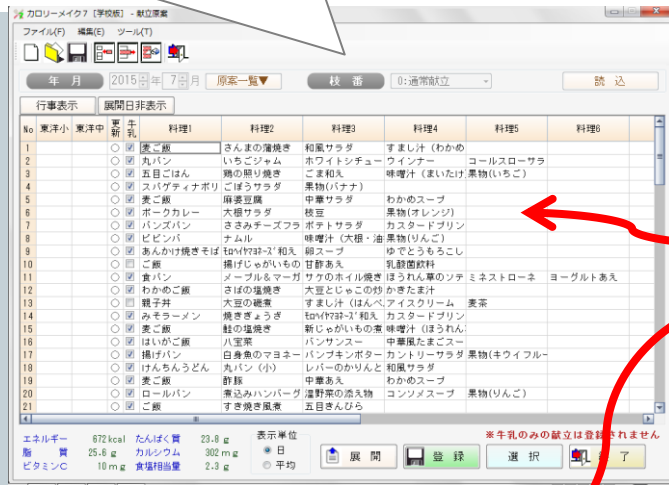 カロリーメイク7 [学校版] - 献立原案
ファイル(F) 編集(E) ツール(T)
年 月 2015 年 7 月 原案一覧▼ 枝 番 0:通常献立 読 込
行事表示 展開日非表示
No 東洋小 東洋中 更新 牛乳 料理1 料理2 料理3 料理4 料理5 料理6
1 ○ 麦ご飯 さんまの蒲焼き 和風サラダ すまし汁 (わかめ
2 ○ 丸パン いちごジャム ホワイトシチュー ウインナー コールスローサラ
3 ○ 五目ごはん 鶏の照り焼き ごま和え 味噌汁 (まいたけ 果物(いちご)
4 ○ スパゲティナポリ ごぼうサラダ 果物(バナナ)
5 ○ 麦ご飯 麻婆豆腐 中華サラダ わかめスープ
6 ○ ポークカレー 大根サラダ 枝豆 果物(オレンジ)
7 ○ バンズパン ささみチーズフラ ポテトサラダ カスタードプリン
8 ○ ビビンバ ナムル 味噌汁 (大根・油 果物(りんご)
9 ○ あんかけ焼きそば ﾓﾛﾍｲﾔﾏﾖﾈｰｽﾞ和え 卵スープ ゆでとうもろこし
10 ○ ご飯 揚げじゃがいもの 甘酢あえ 乳酸菌飲料
11 ○ 食パン メープル&マーガ サケのホイル焼き ほうれん草のソテ ミネストローネ ヨーグルトあえ
12 ○ わかめご飯 さばの塩焼き 大豆とじゃこの炒 かきたま汁
13 ○ 親子丼 大豆の磯煮 すまし汁 (はんぺ アイスクリーム 麦茶
14 ○ みそラーメン 焼きぎょうざ ﾓﾛﾍｲﾔﾏﾖﾈｰｽﾞ和え カスタードプリン
15 ○ 麦ご飯 鮭の塩焼き 新じゃがいもの煮 味噌汁 (ほうれん
16 ○ はいがご飯 八宝菜 バンサンスー 中華風たまごスー
17 ○ 揚げパン 白身魚のマヨネー パンプキンポター カントリーサラダ 果物(キウイフルー
18 ○ けんちんうどん 丸パン (小) レバーのかりんと 和風サラダ
19 ○ 麦ご飯 酢豚 中華あえ わかめスープ
20 ○ ロールパン 煮込みハンバーグ 温野菜の添え物 コンソメスープ 果物(りんご)
21 ○ ご飯 すき焼き風煮 五目きんぴら
エネルギー 672 kcal たんぱく質 23.8 g 表示単位 ※牛乳のみの献立は登録されません
脂 質 25.6 g カルシウム 302 mg 日
ビタミンC 10 mg 食塩相当量 2.3 g 平均 展 開 登 録 選 択 了